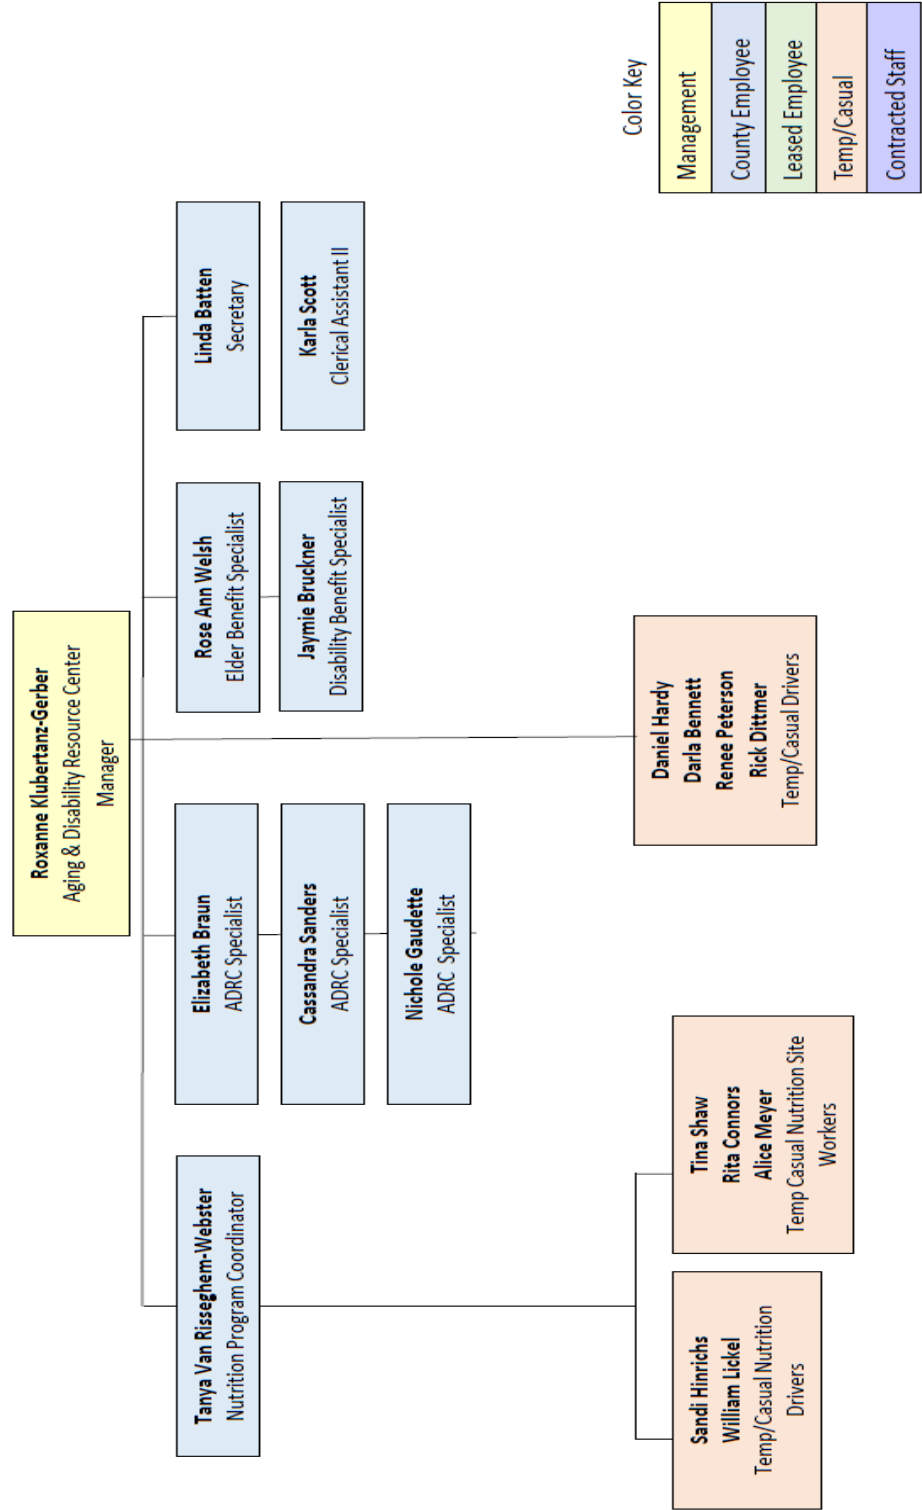 Roxanne Klubertanz-Gerber
Aging & Disability Resource Center
Manager
Tanya Van Risseghem-Webster
Nutrition Program Coordinator
Elizabeth Braun
ADRC Specialist
Cassandra Sanders
ADRC Specialist
Nichole Gaudette
ADRC Specialist
Rose Ann Welsh
Elder Benefit Specialist
Jaymie Bruckner
Disability Benefit Specialist
Linda Batten
Secretary
Karla Scott
Clerical Assistant II
Sandi Hinrichs
William Lickel
Temp/Casual Nutrition
Drivers
Tina Shaw
Rita Connors
Alice Meyer
Temp Casual Nutrition Site
Workers
Daniel Hardy
Darla Bennett
Renee Peterson
Rick Dittmer
Temp/Casual Drivers
Color Key
Management
County Employee
Leased Employee
Temp/Casual
Contracted Staff